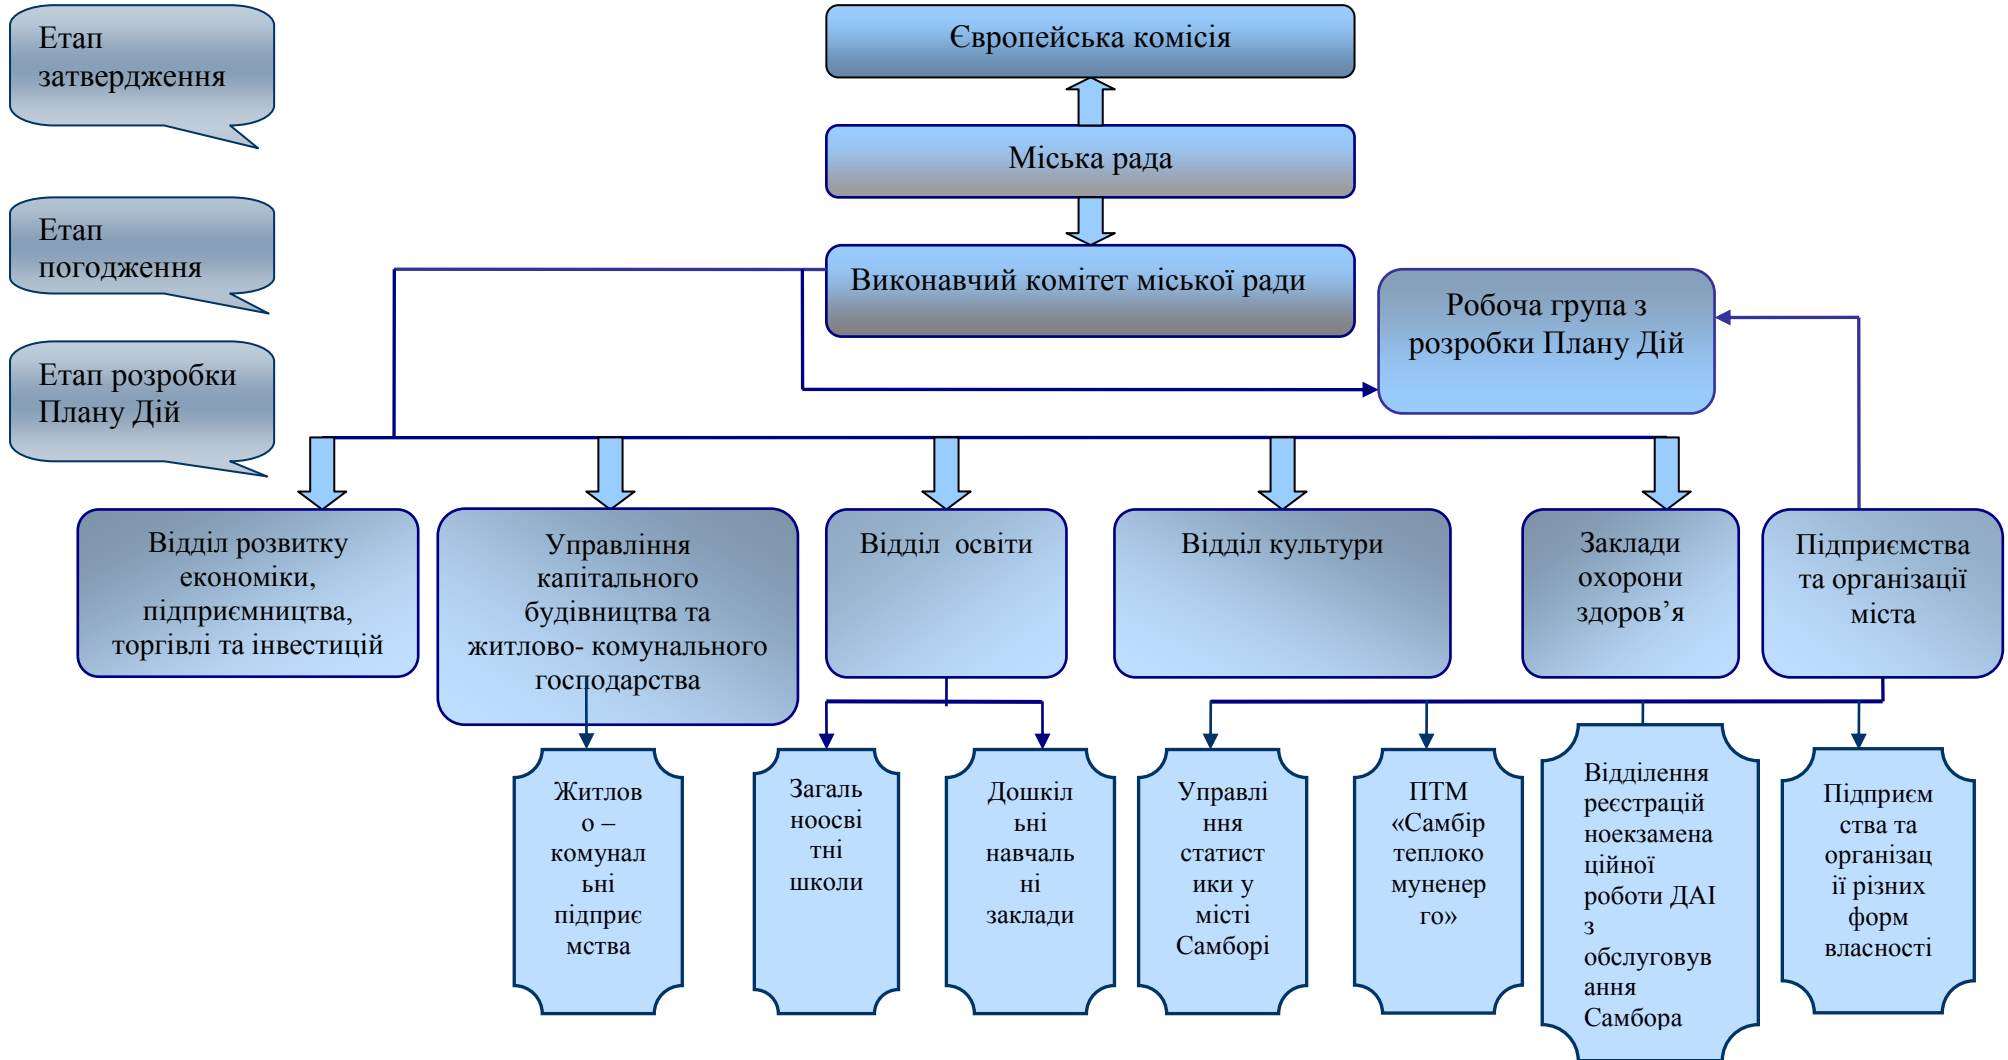 Етап
затвердження
Європейська комісія
Міська рада
Етап
погодження
Виконавчий комітет міської ради
Робоча група з
розробки Плану Дій
Етап розробки
Плану Дій
Відділ розвитку
економіки,
підприємництва,
торгівлі та інвестицій
Управління
капітального
будівництва та
житлово- комунального
господарства
Відділ освіти
Відділ культури
Заклади
охорони
здоров’я
Підприємства
та організації
міста
Житлов
о –
комунал
ьні
підприє
мства
Загаль
ноосві
тні
школи
Дошкіл
ьні
навчаль
ні
заклади
Управлі
ння
статист
ики у
місті
Самборі
ПТМ
«Самбір
теплоко
муненер
го»
Відділення
реєстрацій
ноекзамена
ційної
роботи ДАІ
з
обслуговув
ання
Самбора
Підприєм
ства та
організац
ії різних
форм
власності